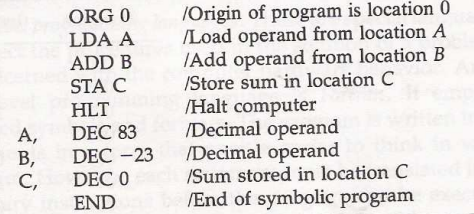 ORG 0 /Origin of program is location 0
LDA A /Load operand from location A
ADD B /Add operand from location B
STA C /Store sum in location C
HLT /Halt computer
A, DEC 83 /Decimal operand
B, DEC −23 /Decimal operand
C, DEC 0 /Sum stored in location C
END /End of symbolic program